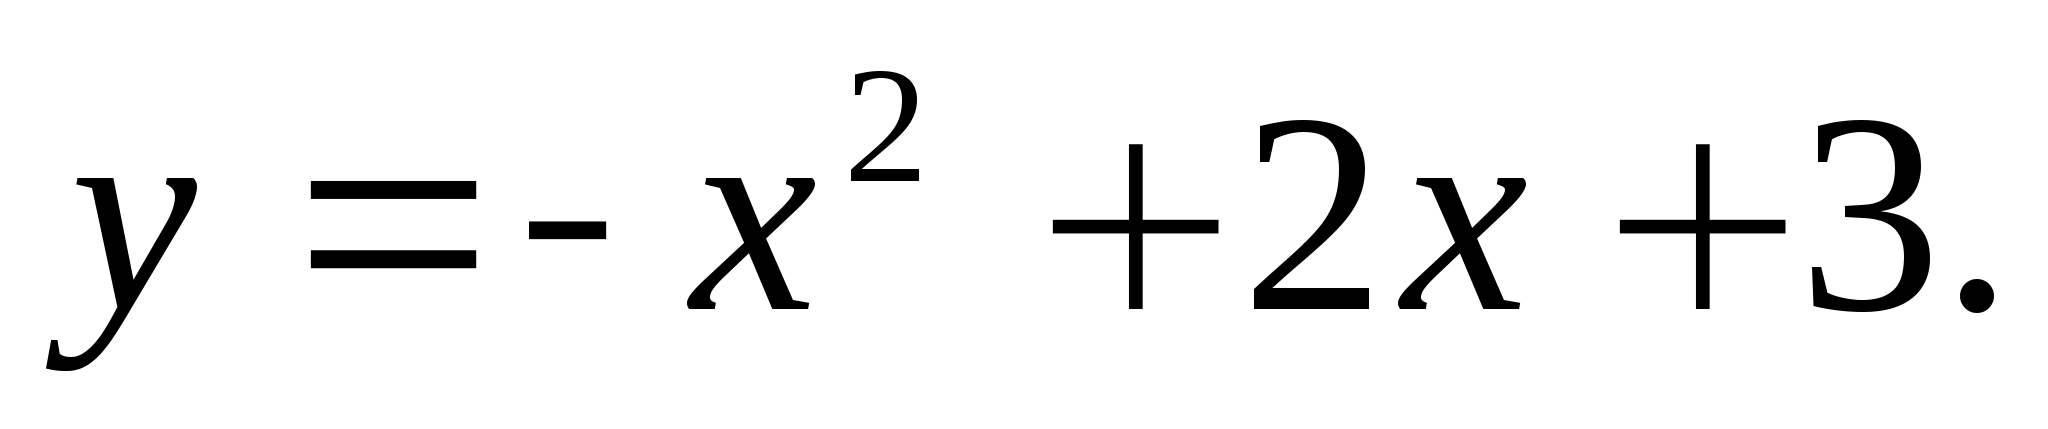 y = - x² + 2x + 3.